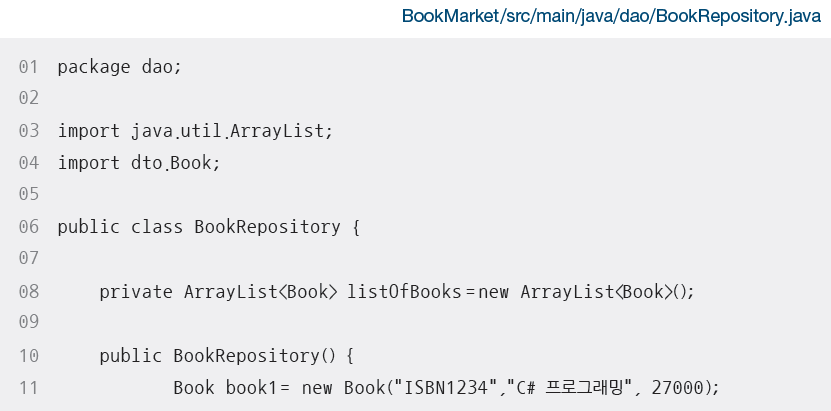 BookMarket/src/main/java/dao/BookRepository.java
01 package dao;
02
03 import java.util.ArrayList;
04 import dto.Book;
05
06 public class BookRepository {
07
08     private ArrayList<Book> listOfBooks = new ArrayList<Book>();
09
10     public BookRepository() {
11            Book book1 = new Book("ISBN1234","C# 프로그래밍", 27000);